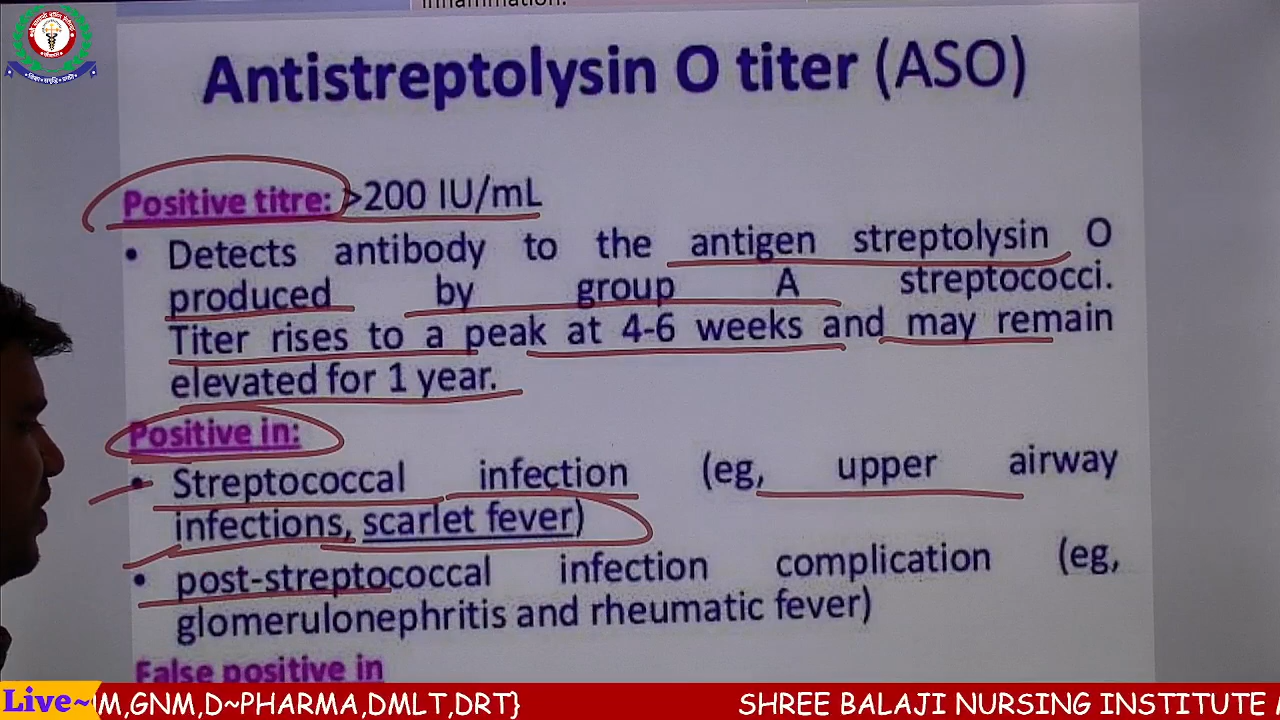 inflammation.
Antistreptolysin O titer (ASO)
Positive titre: >200 IU/mL
• Detects antibody to the antigen streptolysin O
produced by group A streptococci.
Titer rises to a peak at 4-6 weeks and may remain
elevated for 1 year.
Positive in:
• Streptococcal infection (eg, upper airway
infections, scarlet fever)
• post-streptococcal infection complication (eg,
glomerulonephritis and rheumatic fever)
False positive in
Live~ M,GNM,D~PHARMA,DMLT,DRT} SHREE BALAJI NURSING INSTITUTE